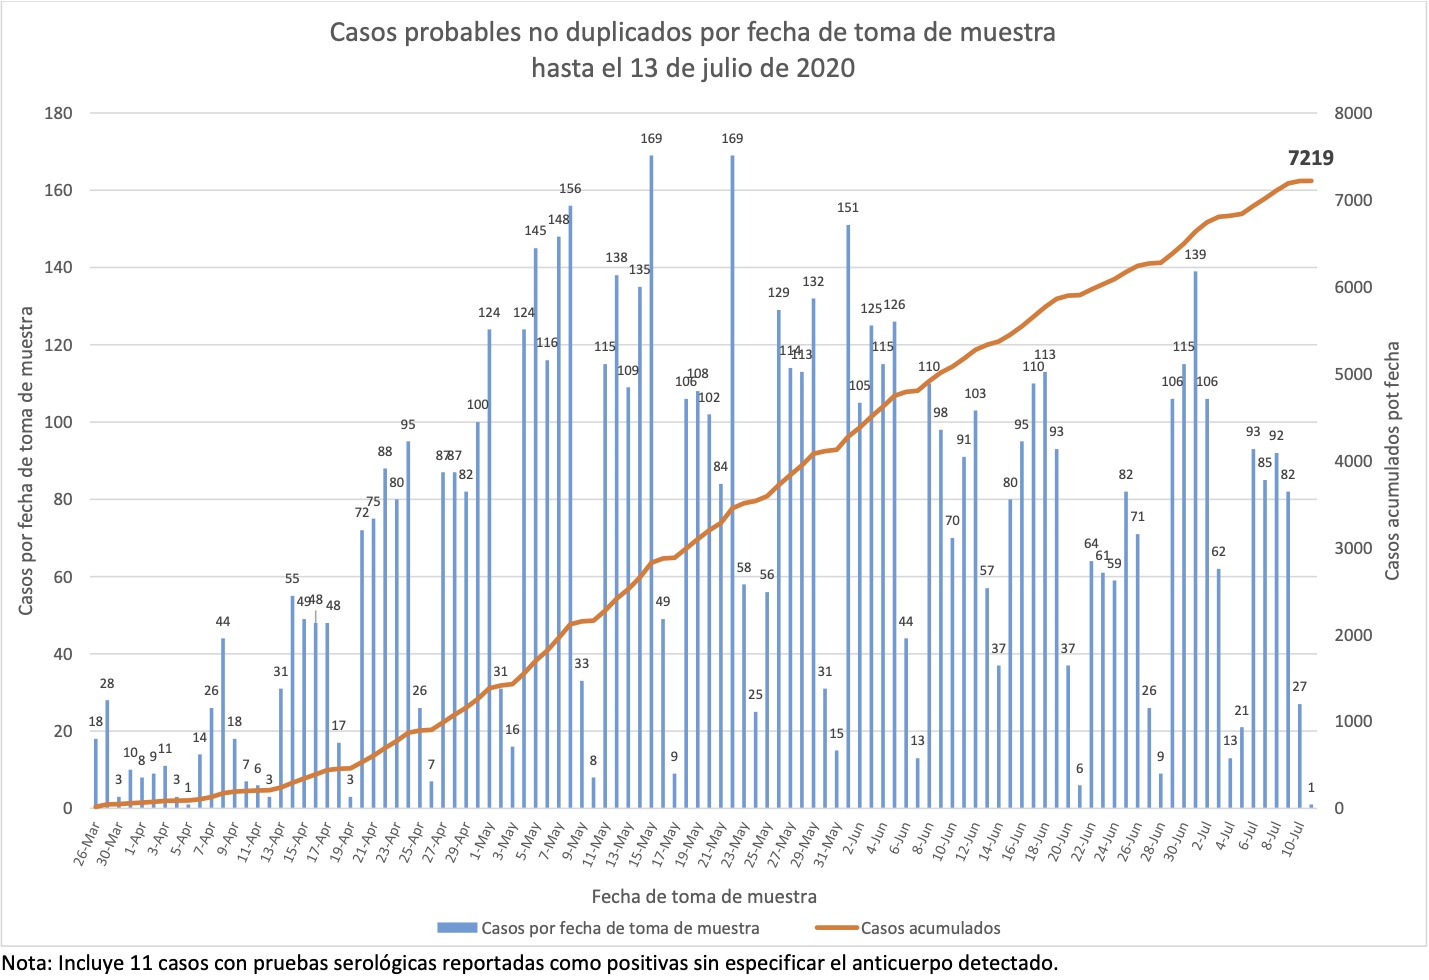 Casos probables no duplicados por fecha de toma de muestra
hasta el 13 de julio de 2020
180
160
140
120
100
80
60
40
20
0
Casos por fecha de toma de muestra
8000
7000
6000
5000
4000
3000
2000
1000
0
Casos acumulados pot fecha
7219
18
28
3
10
8
9
11
3
1
14
26
44
18
7
6
3
31
55
49
48
48
17
3
72
75
88
80
95
26
7
87
87
82
100
124
31
16
124
145
116
148
156
33
8
115
138
109
135
169
49
9
106
108
102
84
169
58
25
56
129
114
113
132
31
15
151
105
125
115
126
44
13
110
98
70
91
103
57
37
80
95
110
113
93
37
6
64
61
59
82
71
26
9
106
115
139
106
62
13
21
93
85
92
82
27
1
26-Mar
30-Mar
1-Apr
3-Apr
5-Apr
7-Apr
9-Apr
11-Apr
13-Apr
15-Apr
17-Apr
19-Apr
21-Apr
23-Apr
25-Apr
27-Apr
29-Apr
1-May
3-May
5-May
7-May
9-May
11-May
13-May
15-May
17-May
19-May
21-May
23-May
25-May
27-May
29-May
31-May
2-Jun
4-Jun
6-Jun
8-Jun
10-Jun
12-Jun
14-Jun
16-Jun
18-Jun
20-Jun
22-Jun
24-Jun
26-Jun
28-Jun
30-Jun
2-Jul
4-Jul
6-Jul
8-Jul
10-Jul
Fecha de toma de muestra
Casos por fecha de toma de muestra
Casos acumulados
Nota: Incluye 11 casos con pruebas serológicas reportadas como positivas sin especificar el anticuerpo detectado.